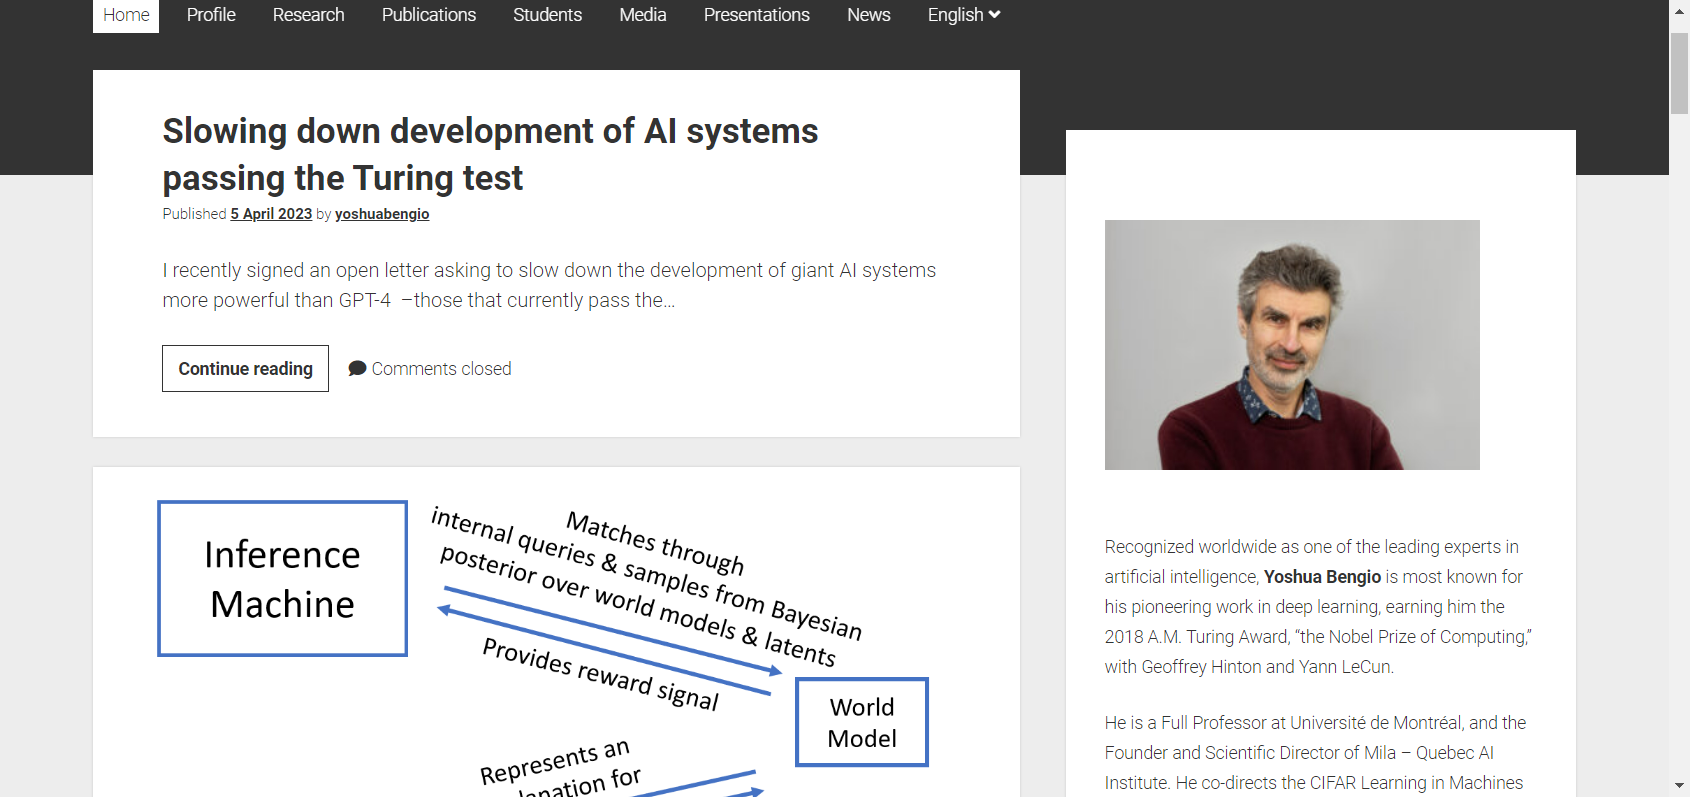 Home Profile Research Publications Students Media Presentations News English
Slowing down development of AI systems
passing the Turing test
Published 5 April 2023 by yoshuabengio
I recently signed an open letter asking to slow down the development of giant AI systems
more powerful than GPT-4 –those that currently pass the…
Continue reading Comments closed
Inference
Machine
Matches through
internal queries & samples from Bayesian
posterior over world models & latents
Provides reward signal
World
Model
Represents an
for
Recognized worldwide as one of the leading experts in
artificial intelligence, Yoshua Bengio is most known for
his pioneering work in deep learning, earning him the
2018 A.M. Turing Award, “the Nobel Prize of Computing,”
with Geoffrey Hinton and Yann LeCun.
He is a Full Professor at Université de Montréal, and the
Founder and Scientific Director of Mila – Quebec AI
Institute. He co-directs the CIFAR Learning in Machines